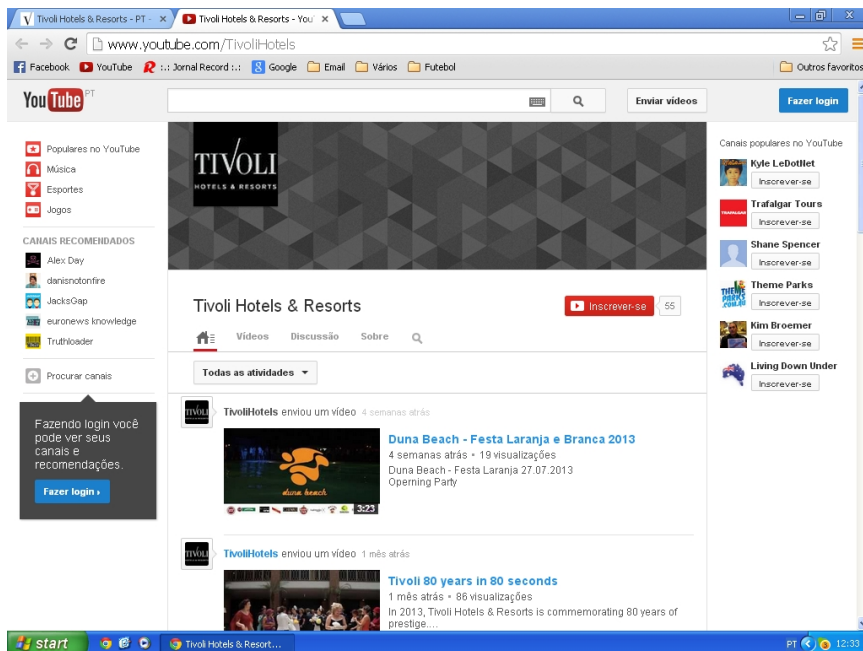 Tivoli Hotels & Resorts - PT -
Tivoli Hotels & Resorts - You
www.youtube.com/TivoliHotels
Facebook YouTube .:: Jornal Record ::. Google Email Vários Futebol Outros favoritos
You Tube PT
Enviar vídeos
Fazer login
Populares no YouTube
Música
Esportes
Jogos
CANAIS RECOMENDADOS
Alex Day
danisnotonfire
JacksGap
euronews knowledge
Truthloader
Procurar canais
Fazendo login você
pode ver seus
canais e
recomendações.
Fazer login ›
TIVOLI
HOTELS & RESORTS
Tivoli Hotels & Resorts
Inscrever-se 55
Vídeos Discussão Sobre
Todas as atividades
TIVOLI
TivoliHotels enviou um vídeo 4 semanas atrás
duna beach
3:23
Duna Beach - Festa Laranja e Branca 2013
4 semanas atrás • 19 visualizações
Duna Beach - Festa Laranja 27.07.2013
Operning Party
TIVOLI
TivoliHotels enviou um vídeo 1 mês atrás
Tivoli 80 years in 80 seconds
1 mês atrás • 86 visualizações
In 2013, Tivoli Hotels & Resorts is commemorating 80 years of
prestige....
Canais populares no YouTube
Kyle LeDotNet
Inscrever-se
TRAFALGAR
Trafalgar Tours
Inscrever-se
Shane Spencer
Inscrever-se
THEME
PARKS
.COM.AU
Theme Parks
Inscrever-se
Kim Broemer
Inscrever-se
Living Down Under
Inscrever-se
start
Tivoli Hotels & Resort...
PT
12:33